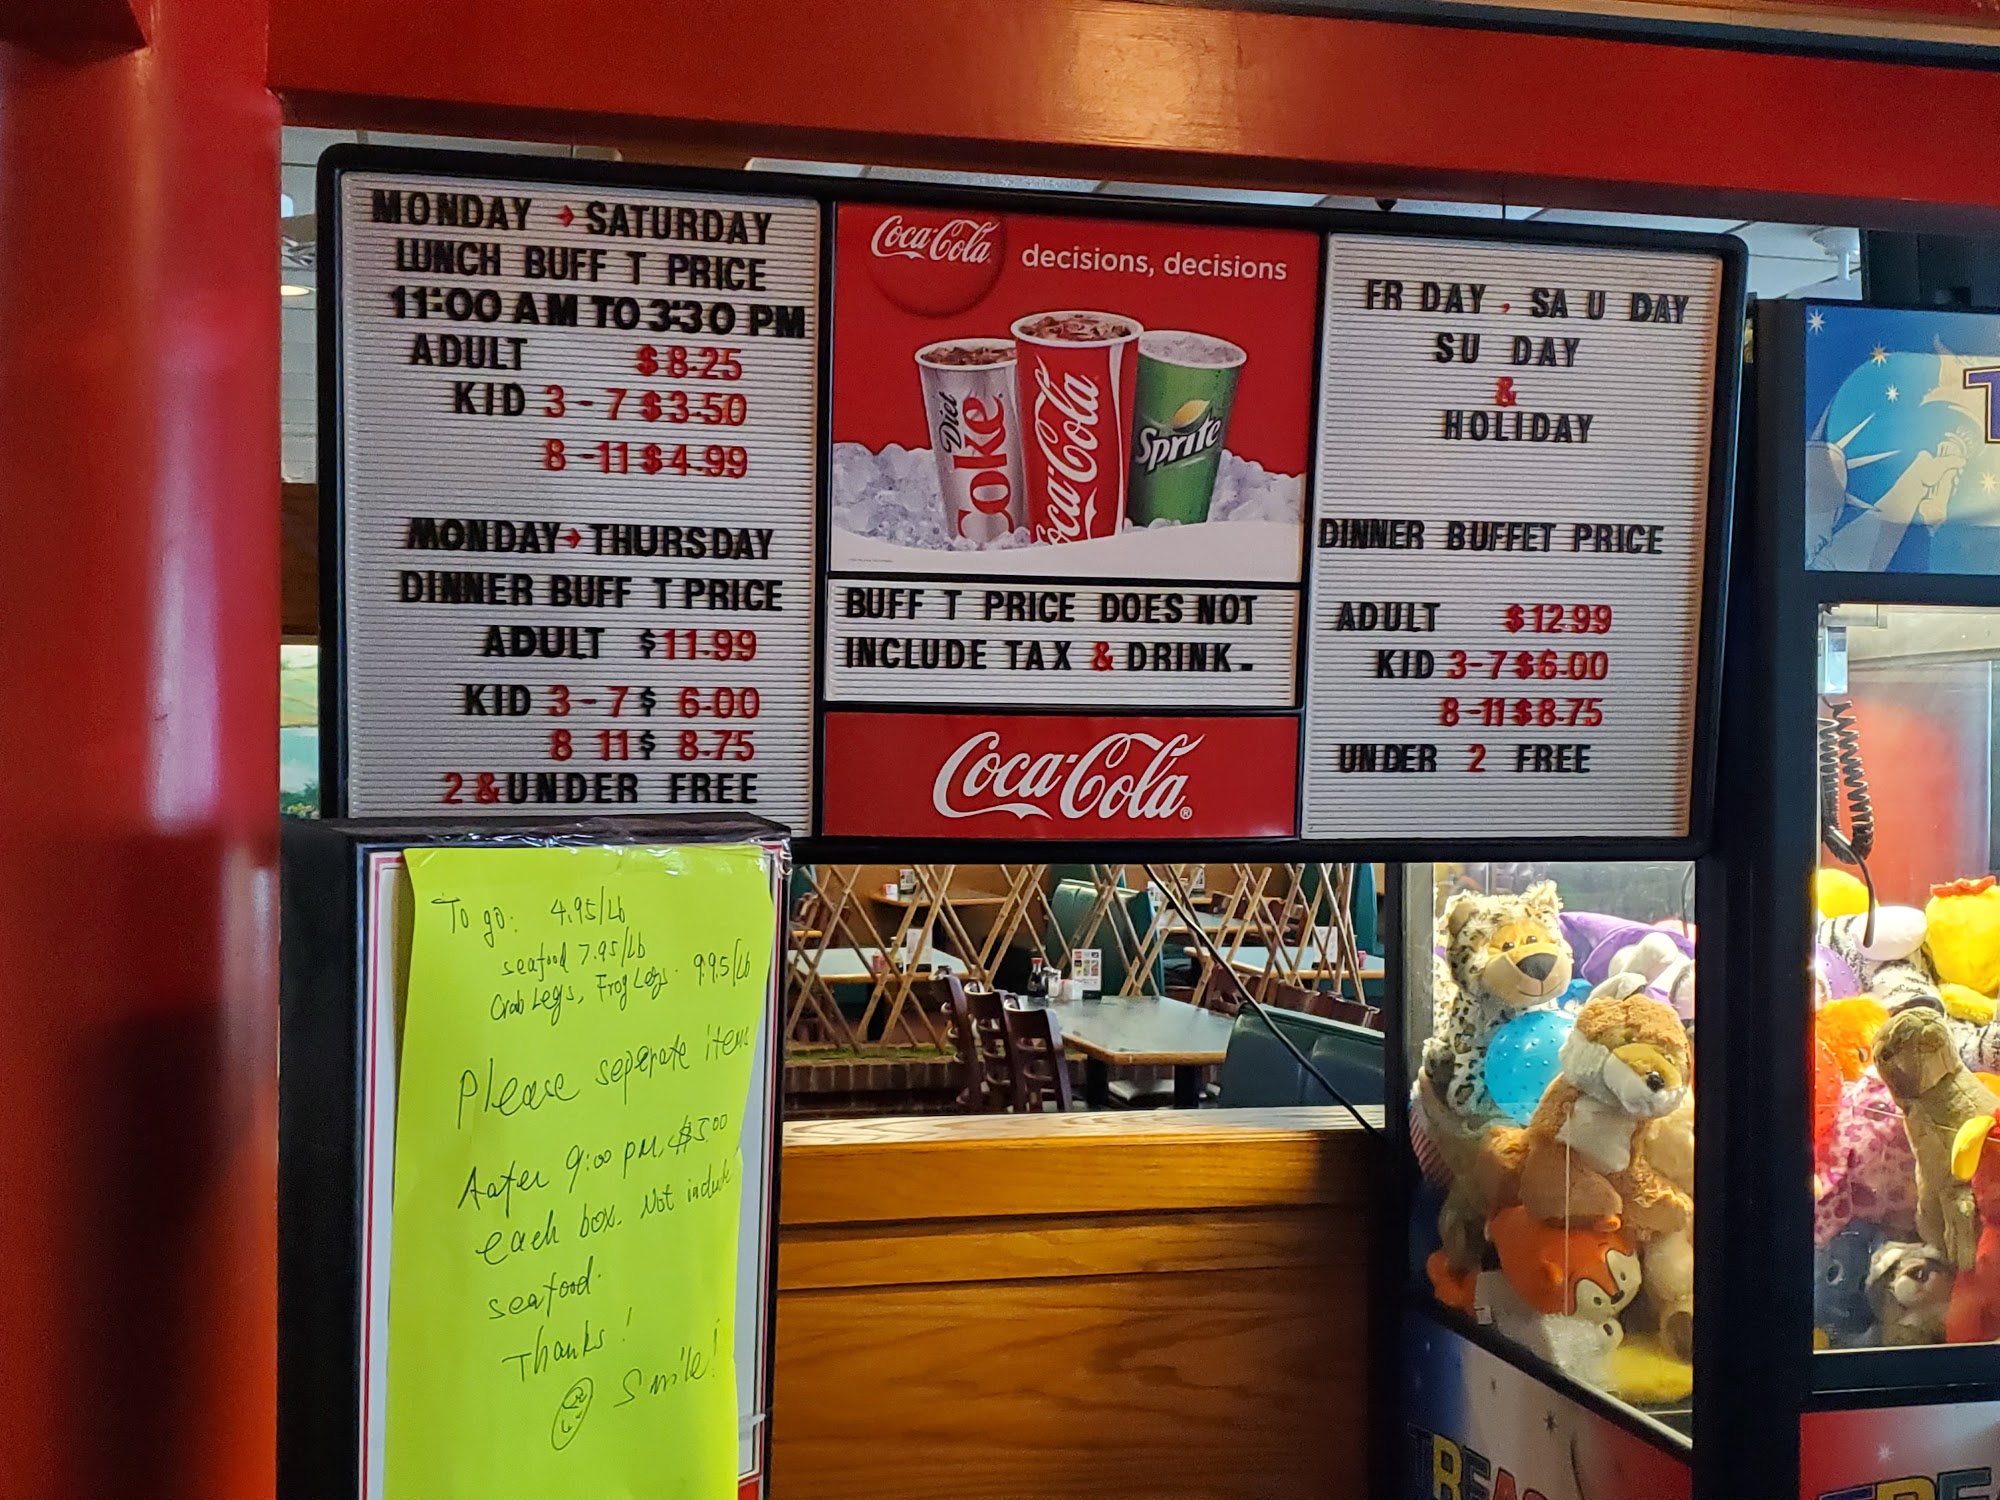 MONDAY → SATURDAY
LUNCH BUFF T PRICE
11:00 AM TO 3:30 PM
ADULT $8.25
KID 3-7 $3.50
8-11 $4.99
MONDAY → THURSDAY
DINNER BUFF T PRICE
ADULT $11.99
KID 3-7 $ 6.00
8 11 $ 8.75
2 & UNDER FREE
Coca-Cola
decisions, decisions
Diet Coke
Coca-Cola
Sprite
BUFF T PRICE DOES NOT
INCLUDE TAX & DRINK.
Coca-Cola®
FR DAY, SA U DAY
SU DAY
&
HOLIDAY
DINNER BUFFET PRICE
ADULT $12.99
KID 3-7 $6.00
8-11 $8.75
UNDER 2 FREE
To go: 4.95/Lb
seafood 7.95/Lb
Crab Legs, Frog Legs. 9.95/Lb
Please seperate items
Aafter 9:00 pm, $5.00
each box. Not include
seafood.
Thanks!
Smile!
TREAS
TRE